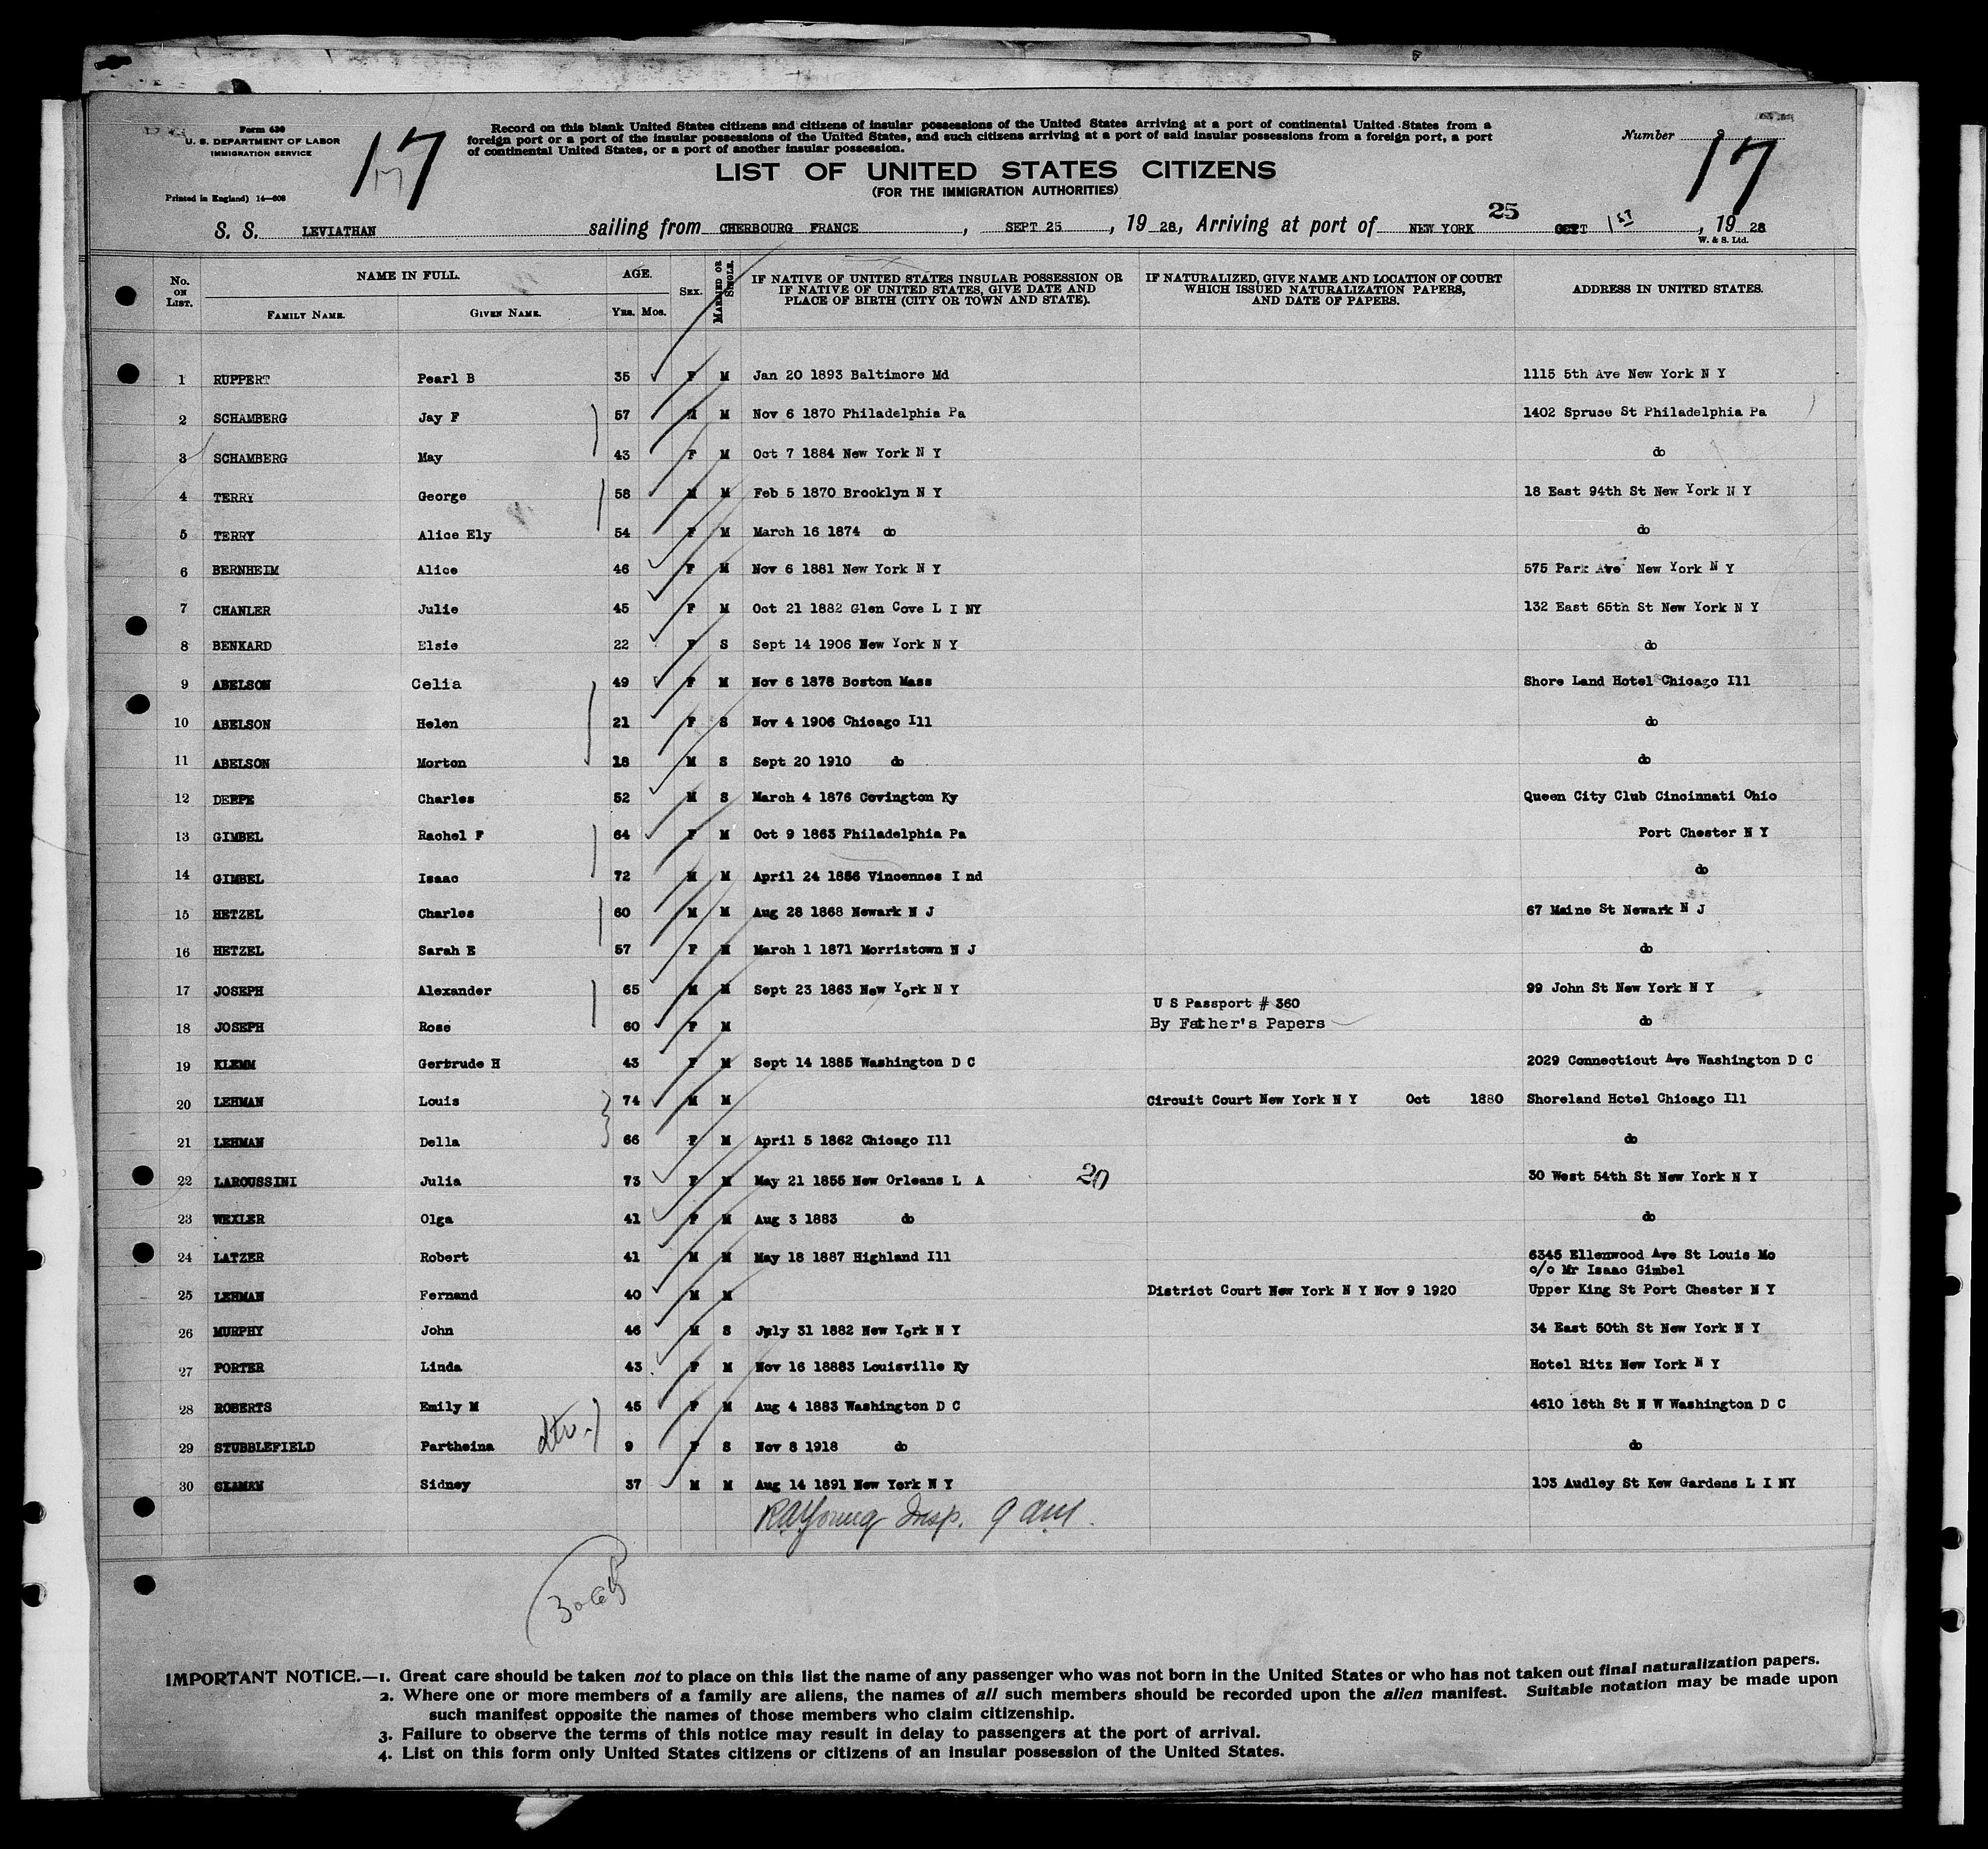 Form 630
U. S. DEPARTMENT OF LABOR
IMMIGRATION SERVICE
Printed in England) 14—608
17
17
Record on this blank United States citizens and citizens of insular possessions of the United States arriving at a port of continental United States from a
foreign port or a port of the insular possessions of the United States, and such citizens arriving at a port of said insular possessions from a foreign port, a port
of continental United States, or a port of another insular possession.
Number 9
17
LIST OF UNITED STATES CITIZENS
(FOR THE IMMIGRATION AUTHORITIES)
25
S. S. LEVIATHAN sailing from CHERBOURG FRANCE, SEPT 25, 19 28, Arriving at port of NEW YORK 1st, 19 28
W. & S. Ltd.
No. ON LIST. NAME IN FULL. FAMILY NAME. GIVEN NAME. AGE. YRS. MOS. SEX. MARRIED OR SINGLE. IF NATIVE OF UNITED STATES INSULAR POSSESSION OR IF NATIVE OF UNITED STATES, GIVE DATE AND PLACE OF BIRTH (CITY OR TOWN AND STATE). IF NATURALIZED, GIVE NAME AND LOCATION OF COURT WHICH ISSUED NATURALIZATION PAPERS, AND DATE OF PAPERS. ADDRESS IN UNITED STATES.
1 RUPPERT Pearl B 35 F M Jan 20 1893 Baltimore Md 1115 5th Ave New York N Y
2 SCHAMBERG Jay F 57 M M Nov 6 1870 Philadelphia Pa 1402 Spruce St Philadelphia Pa
3 SCHAMBERG May 43 F M Oct 7 1884 New York N Y do
4 TERRY George 58 M M Feb 5 1870 Brooklyn N Y 18 East 94th St New York N Y
5 TERRY Alice Ely 54 F M March 16 1874 do do
6 BERNHEIM Alice 46 F M Nov 6 1881 New York N Y 575 Park Ave New York N Y
7 CHANLER Julie 45 F M Oct 21 1882 Glen Cove L I NY 132 East 65th St New York N Y
8 BENKARD Elsie 22 F S Sept 14 1906 New York N Y do
9 ABELSON Celia 49 F M Nov 6 1878 Boston Mass Shore Land Hotel Chicago Ill
10 ABELSON Helen 21 F S Nov 4 1906 Chicago Ill do
11 ABELSON Morton 18 M S Sept 20 1910 do do
12 Charles 52 M S March 4 1876 Covington Ky Queen City Club Cincinnati Ohio
13 GIMBEL Rachel F 64 F M Oct 9 1863 Philadelphia Pa Port Chester N Y
14 GIMBEL Isaac 72 M M April 24 1856 Vincennes I nd do
15 HETZEL Charles 60 M M Aug 28 1868 Newark N J 67 Maine St Newark N J
16 HETZEL Sarah E 57 F M March 1 1871 Morristown N J do
17 JOSEPH Alexander 65 M M Sept 23 1863 New York N Y 99 John St New York N Y
U S Passport # 360
18 JOSEPH Rose 60 F M By Father's Papers do
19 KLEMM Gertrude H 43 F M Sept 14 1885 Washington D C 2029 Connecticut Ave Washington D C
20 LEHMAN Louis 74 M M Circuit Court New York N Y Oct 1880 Shoreland Hotel Chicago Ill
21 LEHMAN Della 66 F M April 5 1862 Chicago Ill do
22 LAROUSSINI Julia 73 F M May 21 1855 New Orleans L A 20 30 West 54th St New York N Y
23 WEXLER Olga 41 F M Aug 3 1883 do do
24 LATZER Robert 41 M M May 18 1887 Highland Ill 6345 Ellenwood Ave St Louis Mo
c/o Mr Isaac Gimbel
25 LEHMAN Fernand 40 M M District Court New York N Y Nov 9 1920 Upper King St Port Chester N Y
26 MURPHY John 46 M S July 31 1882 New York N Y 34 East 50th St New York N Y
27 PORTER Linda 43 F M Nov 16 18883 Louisville Ky Hotel Ritz New York N Y
28 ROBERTS Emily M 45 F M Aug 4 1883 Washington D C 4610 16th St N W Washington D C
29 STUBBLEFIELD Partheina 9 F S Nov 8 1918 do do
30 Sidney 37 M M Aug 14 1891 New York N Y 103 Audley St Kew Gardens L I NY
RAYoung Insp. 9 am.
IMPORTANT NOTICE.—1. Great care should be taken not to place on this list the name of any passenger who was not born in the United States or who has not taken out final naturalization papers.
2. Where one or more members of a family are aliens, the names of all such members should be recorded upon the alien manifest. Suitable notation may be made upon
such manifest opposite the names of those members who claim citizenship.
3. Failure to observe the terms of this notice may result in delay to passengers at the port of arrival.
4. List on this form only United States citizens or citizens of an insular possession of the United States.